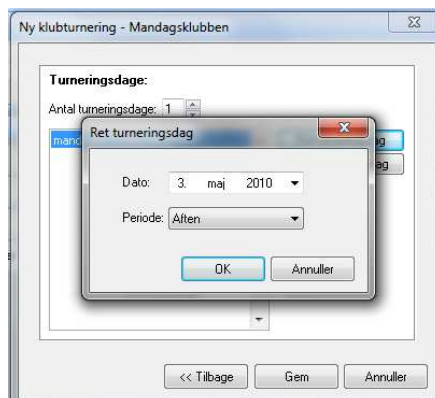 Ny klubturnering - Mandagsklubben
Turneringsdage:
Antal turneringsdage: 1
Ret turneringsdag
Dato: 3. maj 2010
Periode: Aften
OK Annuller
<< Tilbage Gem Annuller